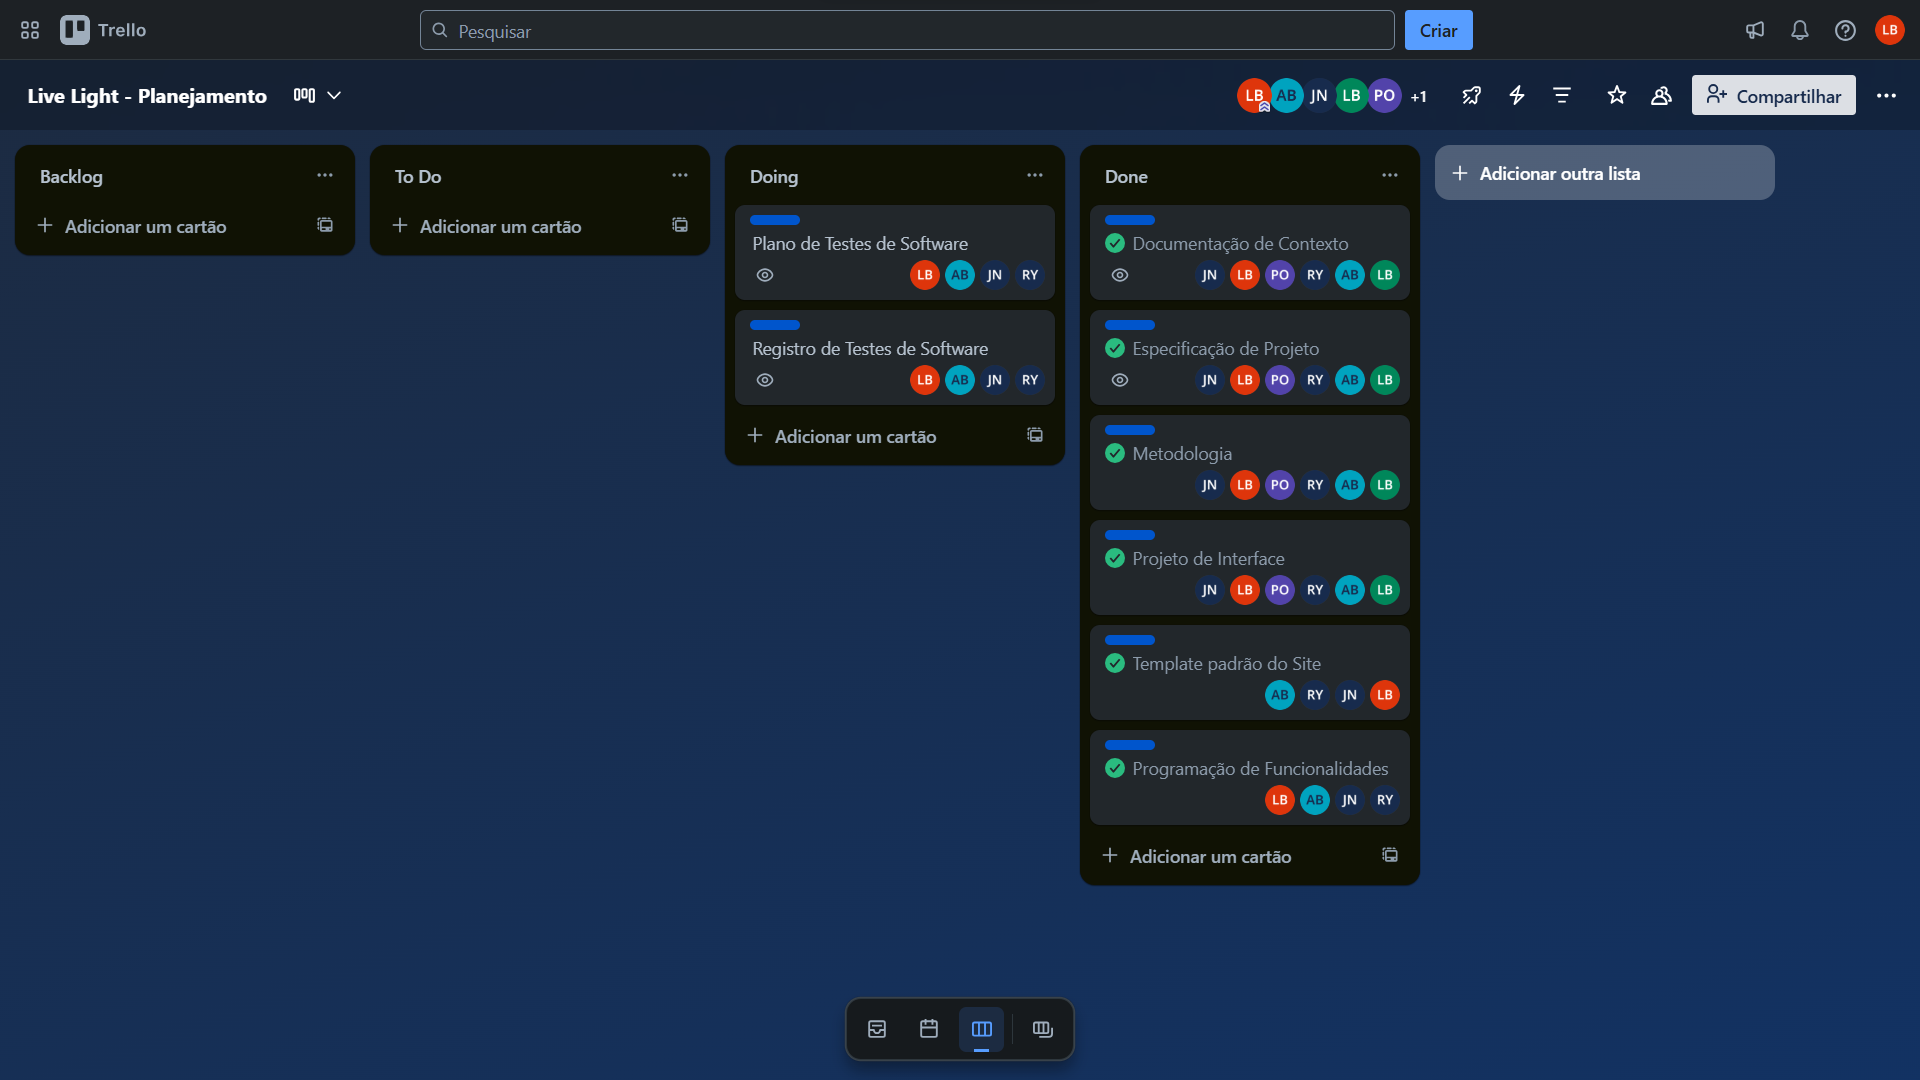 Trello
Pesquisar
Criar
LB
Live Light - Planejamento
LB AB JN LB PO +1
Compartilhar
Backlog
Adicionar um cartão
To Do
Adicionar um cartão
Doing
Plano de Testes de Software
LB AB JN RY
Registro de Testes de Software
LB AB JN RY
Adicionar um cartão
Done
Documentação de Contexto
JN LB PO RY AB LB
Especificação de Projeto
JN LB PO RY AB LB
Metodologia
JN LB PO RY AB LB
Projeto de Interface
JN LB PO RY AB LB
Template padrão do Site
AB RY JN LB
Programação de Funcionalidades
LB AB JN RY
Adicionar um cartão
Adicionar outra lista